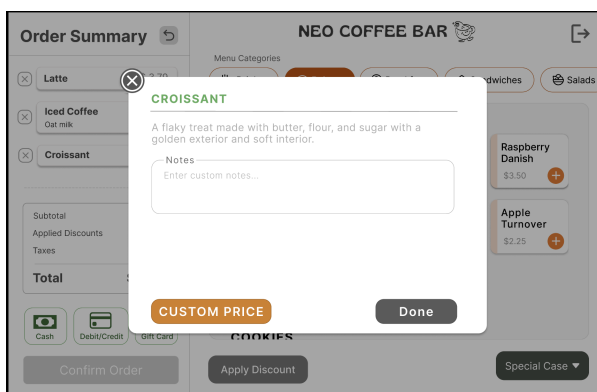 Order Summary
NEO COFFEE BAR
Menu Categories
Latte
Salads
Iced Coffee
Oat milk
Croissant
CROISSANT
A flaky treat made with butter, flour, and sugar with a
golden exterior and soft interior.
Notes
Enter custom notes...
Raspberry
Danish
$3.50
Apple
Turnover
$2.25
Subtotal
Applied Discounts
Taxes
Total
CUSTOM PRICE
Done
Cash
Debit/Credit
Gift Card
COOKIES
Confirm Order
Apply Discount
Special Case